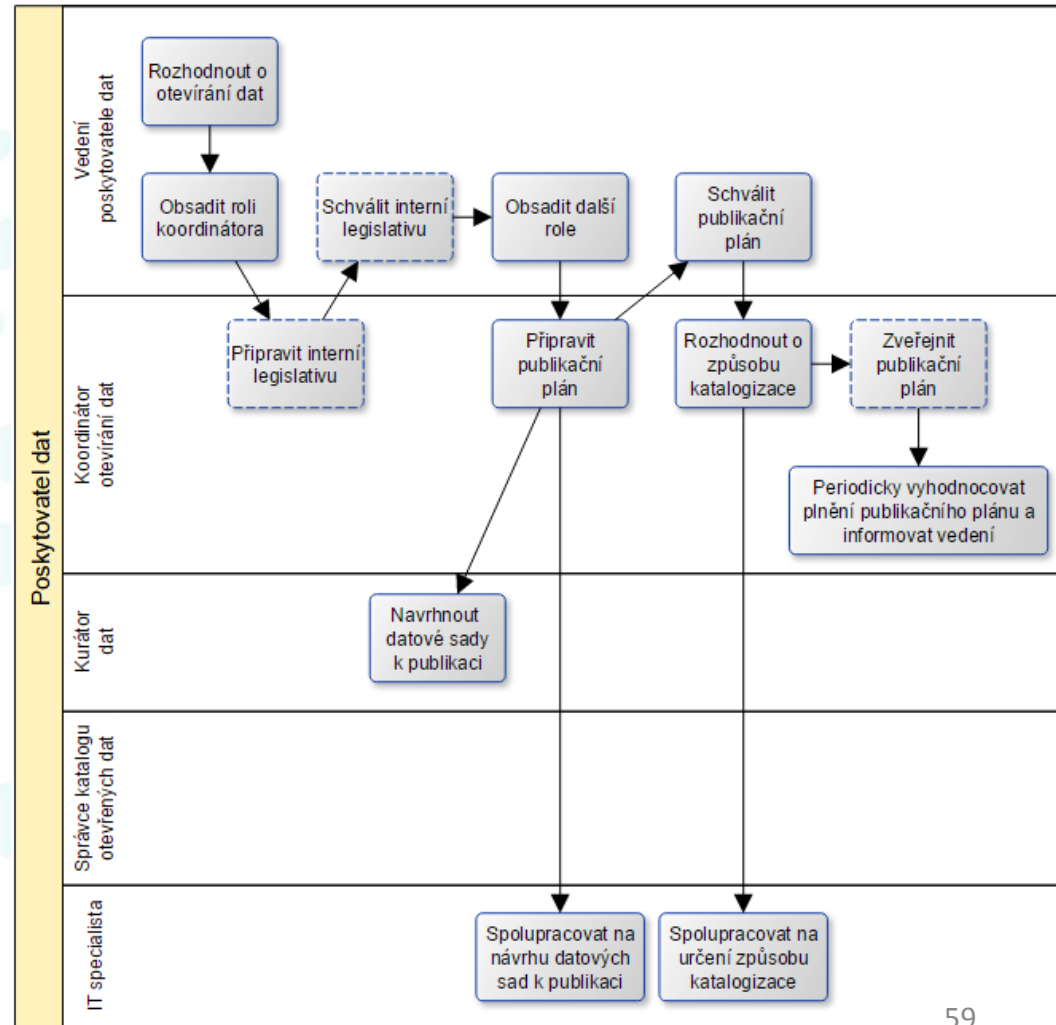 Poskytovatel dat
Vedení
poskytovatele dat
Rozhodnout o
otevírání dat
Obsadit roli
koordinátora
Schválit interní
legislativu
Obsadit další
role
Schválit
publikační
plán
Koordinátor
otevírání dat
Připravit interní
legislativu
Připravit
publikační
plán
Rozhodnout o
způsobu
katalogizace
Zveřejnit
publikační
plán
Periodicky vyhodnocovat
plnění publikačního plánu a
informovat vedení
Kurátor
dat
Navrhnout
datové sady
k publikaci
Správce katalogu
otevřených dat
IT specialista
Spolupracovat na
návrhu datových
sad k publikaci
Spolupracovat na
určení způsobu
katalogizace
59